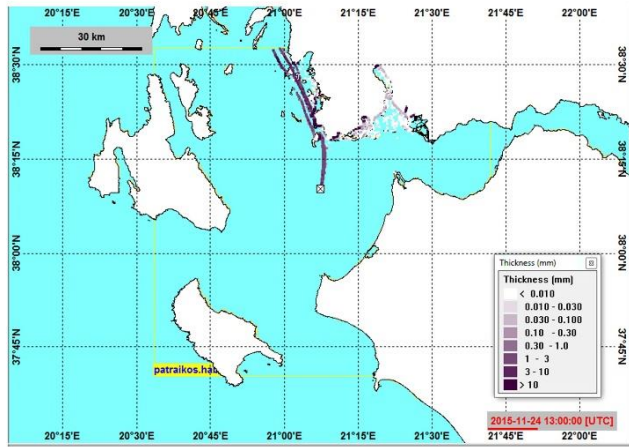 20°15'E 20°30'E 20°45'E 21°00'E 21°15'E 21°30'E 21°45'E 22°00'E
30 km
38°30'N 38°30'N
38°15'N 38°15'N
38°00'N 38°00'N
37°45'N 37°45'N
Thickness (mm)
Thickness (mm)
< 0.010
0.010 - 0.030
0.030 - 0.100
0.10 - 0.30
0.30 - 1.0
1 - 3
3 - 10
> 10
patraikos.hab
2015-11-24 13:00:00 [UTC]
20°15'E 20°30'E 20°45'E 21°00'E 21°15'E 21°30'E 21°45'E 22°00'E